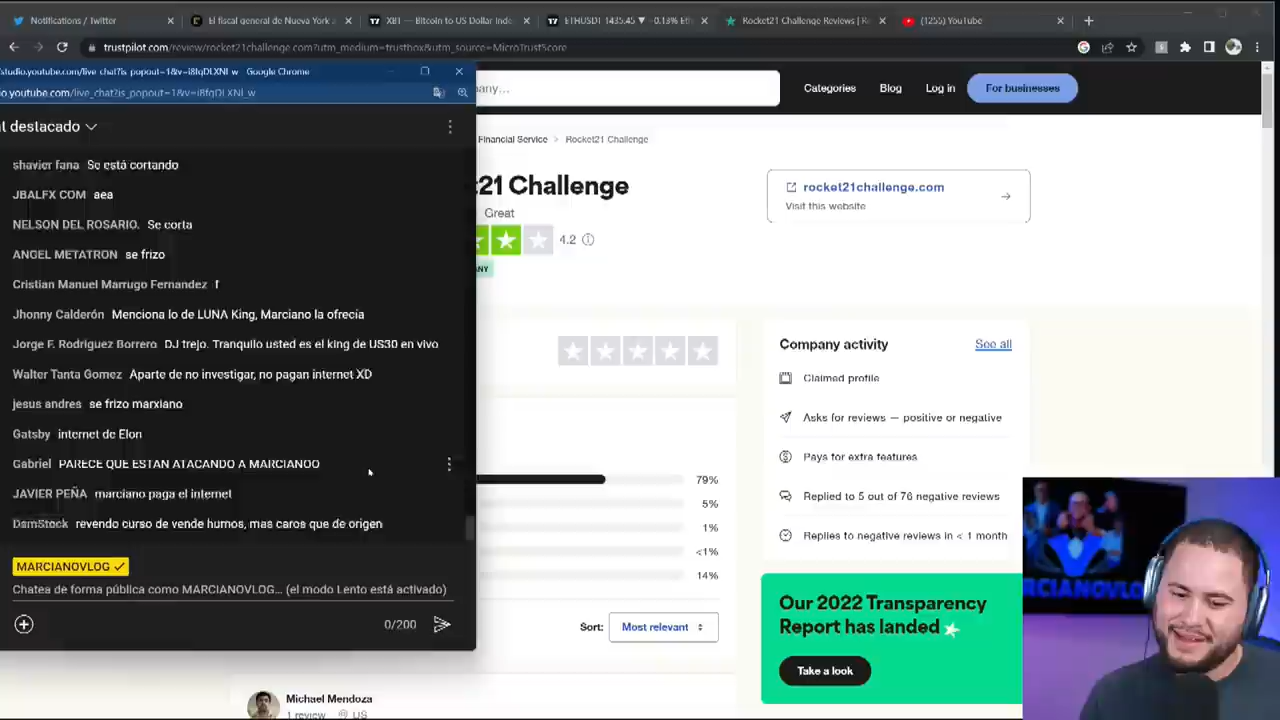 Notifications / Twitter
El fiscal general de Nueva York a
XBT — Bitcoin to US Dollar Inde
ETHUSDT 1435.45 ▼ −0.13% Eth
Rocket21 Challenge Reviews | R
(1255) YouTube
trustpilot.com/review/rocket21challenge.com?utm_medium=trustbox&utm_source=MicroTrustScore
studio.youtube.com/live_chat?is_popout=1&v=i8fqDLXNI_w - Google Chrome
io.youtube.com/live_chat?is_popout=1&v=i8fqDLXNI_w
any...
Categories
Blog
Log in
For businesses
t destacado
shavier fana Se está cortando
JBALFX COM aea
NELSON DEL ROSARIO. Se corta
ANGEL METATRON se frizo
Cristian Manuel Marrugo Fernandez f
Jhonny Calderón Menciona lo de LUNA King, Marciano la ofrecía
Jorge F. Rodriguez Borrero DJ trejo. Tranquilo usted es el king de US30 en vivo
Walter Tanta Gomez Aparte de no investigar, no pagan internet XD
jesus andres se frizo marxiano
Gatsby internet de Elon
Gabriel PARECE QUE ESTAN ATACANDO A MARCIANOO
JAVIER PEÑA marciano paga el internet
DamStock revendo curso de vende humos, mas caros que de origen
MARCIANOVLOG
Chatea de forma pública como MARCIANOVLOG... (el modo Lento está activado)
0/200
Financial Service > Rocket21 Challenge
t21 Challenge
Great
4.2
ANY
rocket21challenge.com
Visit this website
Company activity
See all
Claimed profile
Asks for reviews — positive or negative
Pays for extra features
Replied to 5 out of 76 negative reviews
Replies to negative reviews in < 1 month
79%
5%
1%
<1%
14%
Sort:
Most relevant
Our 2022 Transparency
Report has landed
Take a look
Michael Mendoza
1 review
US
RCIANOVLO